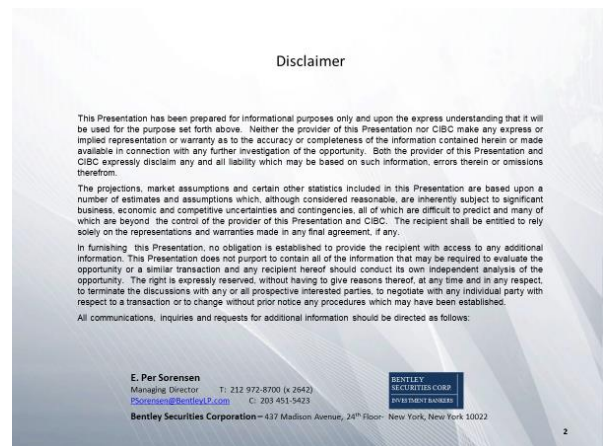 Disclaimer
This Presentation has been prepared for informational purposes only and upon the express understanding that it will
be used for the purpose set forth above. Neither the provider of this Presentation nor CIBC make any express or
implied representation or warranty as to the accuracy or completeness of the information contained herein or made
available in connection with any further investigation of the opportunity. Both the provider of this Presentation and
CIBC expressly disclaim any and all liability which may be based on such information, errors therein or omissions
therefrom.
The projections, market assumptions and certain other statistics included in this Presentation are based upon a
number of estimates and assumptions which, although considered reasonable, are inherently subject to significant
business, economic and competitive uncertainties and contingencies, all of which are difficult to predict and many of
which are beyond the control of the provider of this Presentation and CIBC. The recipient shall be entitled to rely
solely on the representations and warranties made in any final agreement, if any.
In furnishing this Presentation, no obligation is established to provide the recipient with access to any additional
information. This Presentation does not purport to contain all of the information that may be required to evaluate the
opportunity or a similar transaction and any recipient hereof should conduct its own independent analysis of the
opportunity. The right is expressly reserved, without having to give reasons thereof, at any time and in any respect,
to terminate the discussions with any or all prospective interested parties, to negotiate with any individual party with
respect to a transaction or to change without prior notice any procedures which may have been established.
All communications, inquiries and requests for additional information should be directed as follows:
E. Per Sorensen
Managing Director T: 212 972-8700 (x 2642)
PSorensen@BentleyLP.com C: 203 451-5423
BENTLEY
SECURITIES CORP.
INVESTMENT BANKERS
Bentley Securities Corporation – 437 Madison Avenue, 24th Floor- New York, New York 10022
2